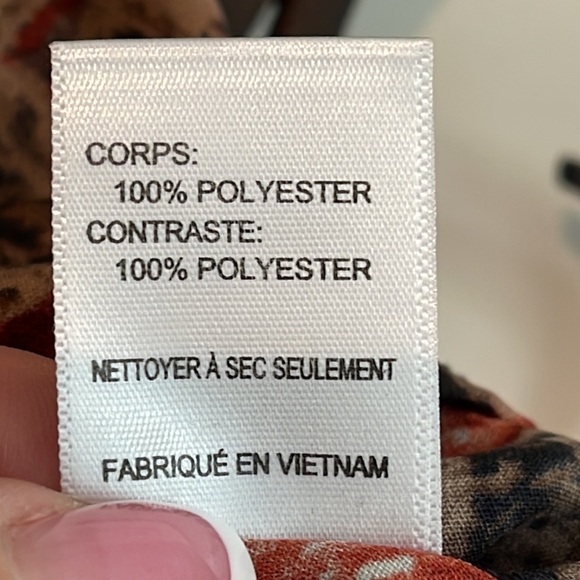 CORPS:
100% POLYESTER
CONTRASTE:
100% POLYESTER
NETTOYER À SEC SEULEMENT
FABRIQUÉ EN VIETNAM